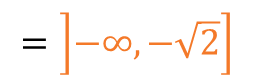 = ]−∞, −√2]